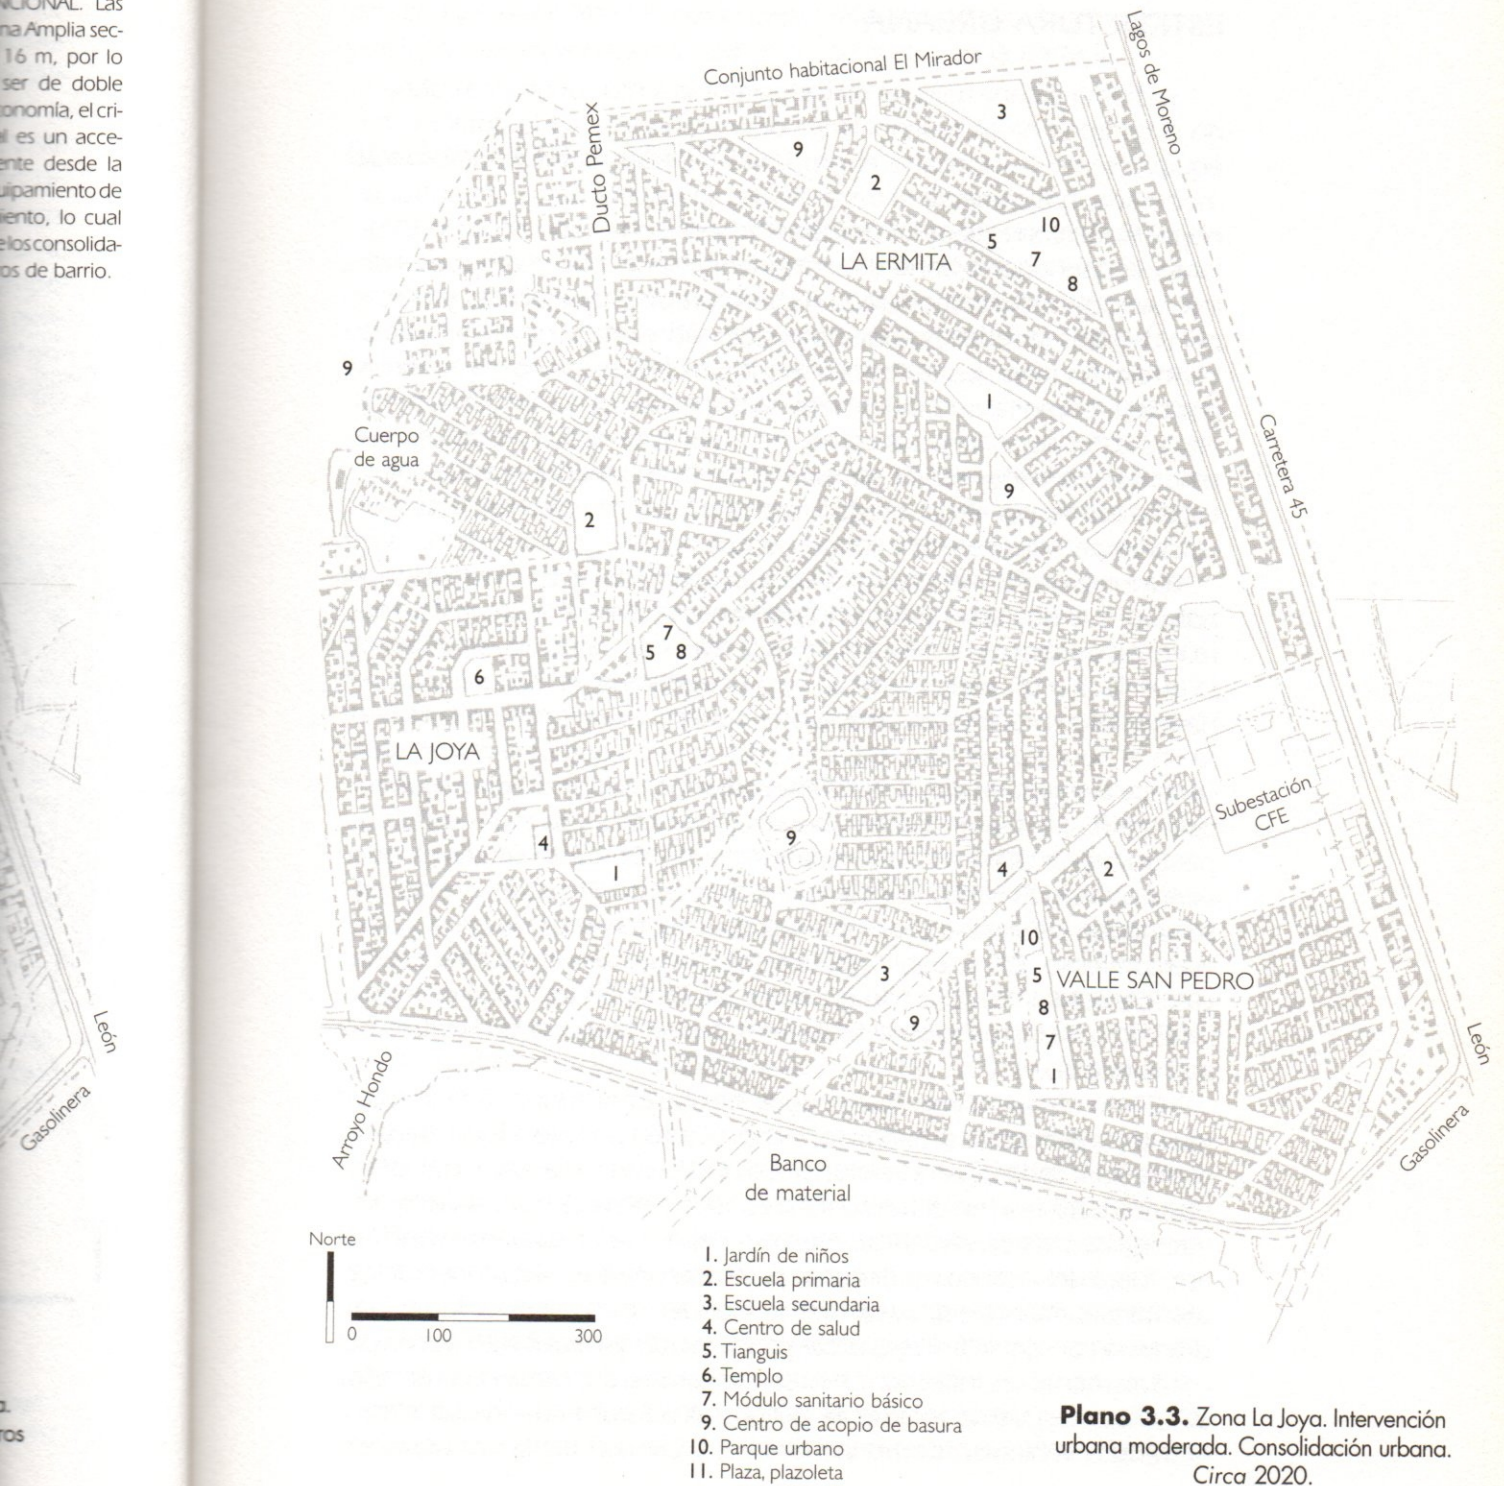 NCIONAL. Las
na Amplia sec-
16 m, por lo
ser de doble
conomía, el cri-
al es un acce-
ente desde la
uipamiento de
iento, lo cual
e los consolida-
os de barrio.
León
Gasolinera
a.
ros
Lagos de Moreno
Conjunto habitacional El Mirador
3
Ducto Pemex
9
2
10
5
LA ERMITA
7
8
9
1
Carretera 45
Cuerpo
de agua
9
2
7
5 8
6
LA JOYA
Subestación
CFE
9
4
4
2
1
10
3
5
VALLE SAN PEDRO
8
9
7
León
1
Arroyo Hondo
Gasolinera
Banco
de material
Norte
0 100 300
1. Jardín de niños
2. Escuela primaria
3. Escuela secundaria
4. Centro de salud
5. Tianguis
6. Templo
7. Módulo sanitario básico
9. Centro de acopio de basura
10. Parque urbano
11. Plaza, plazoleta
Plano 3.3. Zona La Joya. Intervención
urbana moderada. Consolidación urbana.
Circa 2020.